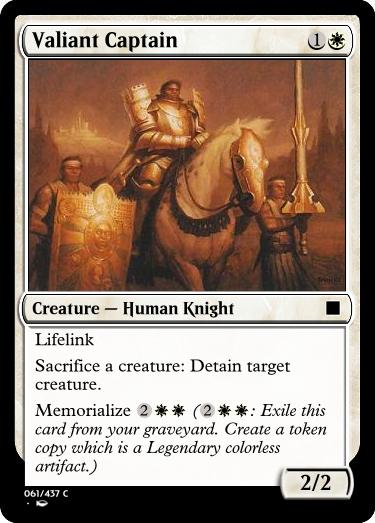 Valiant Captain 1
Creature — Human Knight
Lifelink
Sacrifice a creature: Detain target
creature.
Memorialize 2 (2: Exile this
card from your graveyard. Create a token
copy which is a Legendary colorless
artifact.)
2/2
061/437 C